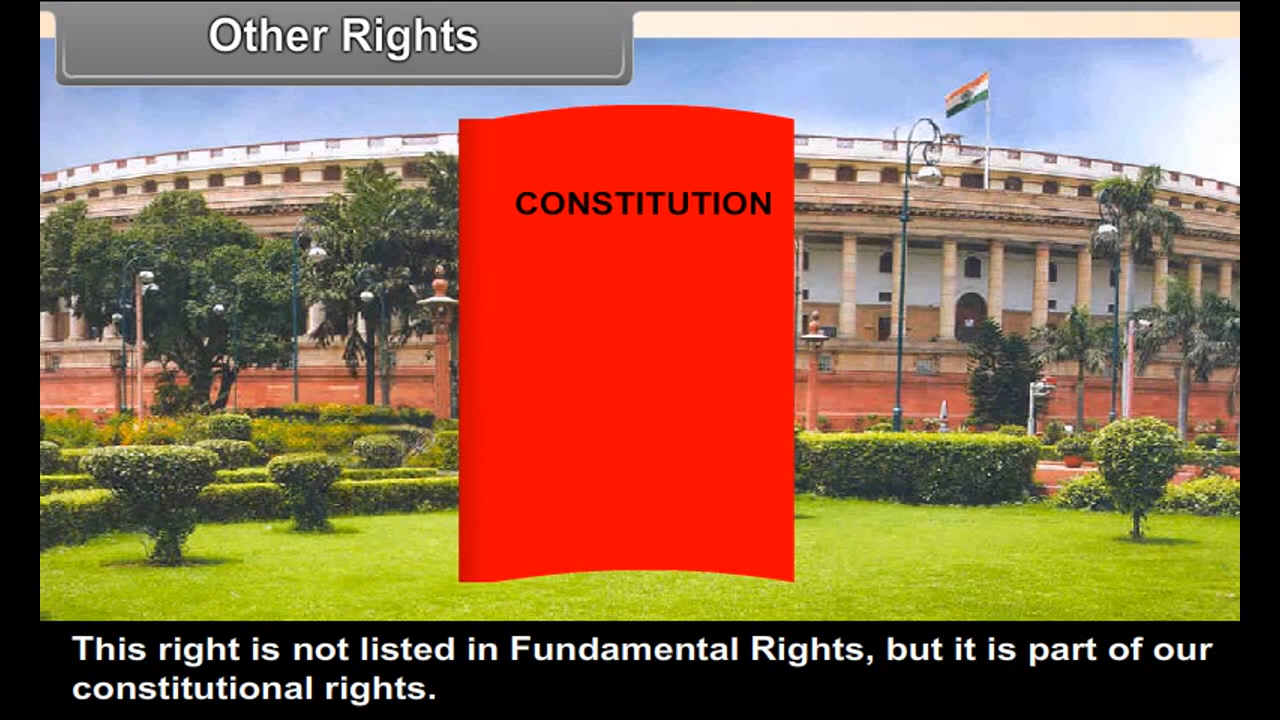 Other Rights
CONSTITUTION
This right is not listed in Fundamental Rights, but it is part of our
constitutional rights.